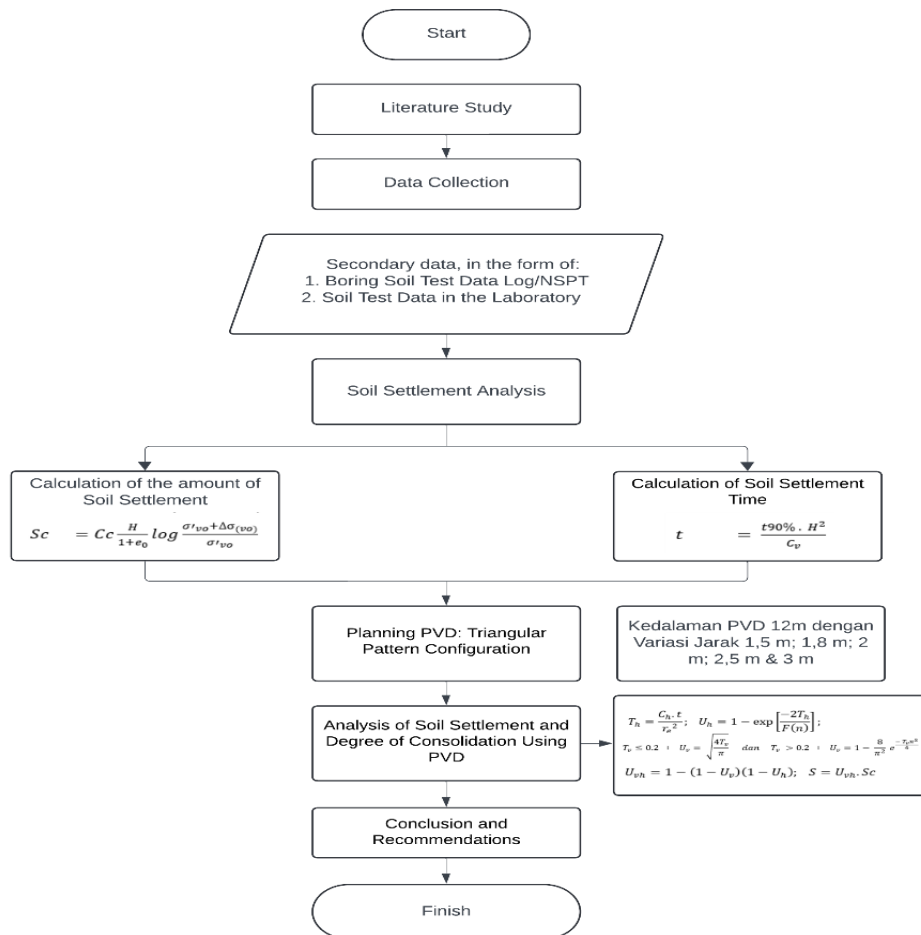 Start
Literature Study
Data Collection
Secondary data, in the form of:
1. Boring Soil Test Data Log/NSPT
2. Soil Test Data in the Laboratory
Soil Settlement Analysis
Calculation of the amount of
Soil Settlement
Sc = Cc H/(1+e₀) log (σ'vo+Δσ(vo))/σ'vo
Calculation of Soil Settlement
Time
t = (t90% . H²)/Cv
Planning PVD: Triangular
Pattern Configuration
Kedalaman PVD 12m dengan
Variasi Jarak 1,5 m; 1,8 m; 2
m; 2,5 m & 3 m
Analysis of Soil Settlement and
Degree of Consolidation Using
PVD
Tₕ = (Cₕ. t)/rₑ²; Uₕ = 1 − exp[−2Tₕ/F(n)];
Tᵥ ≤ 0.2 : Uᵥ = √(4Tᵥ/π) dan Tᵥ > 0.2 : Uᵥ = 1 − 8/π² e
Uᵥₕ = 1 − (1 − Uᵥ)(1 − Uₕ); S = Uᵥₕ. Sc
Conclusion and
Recommendations
Finish